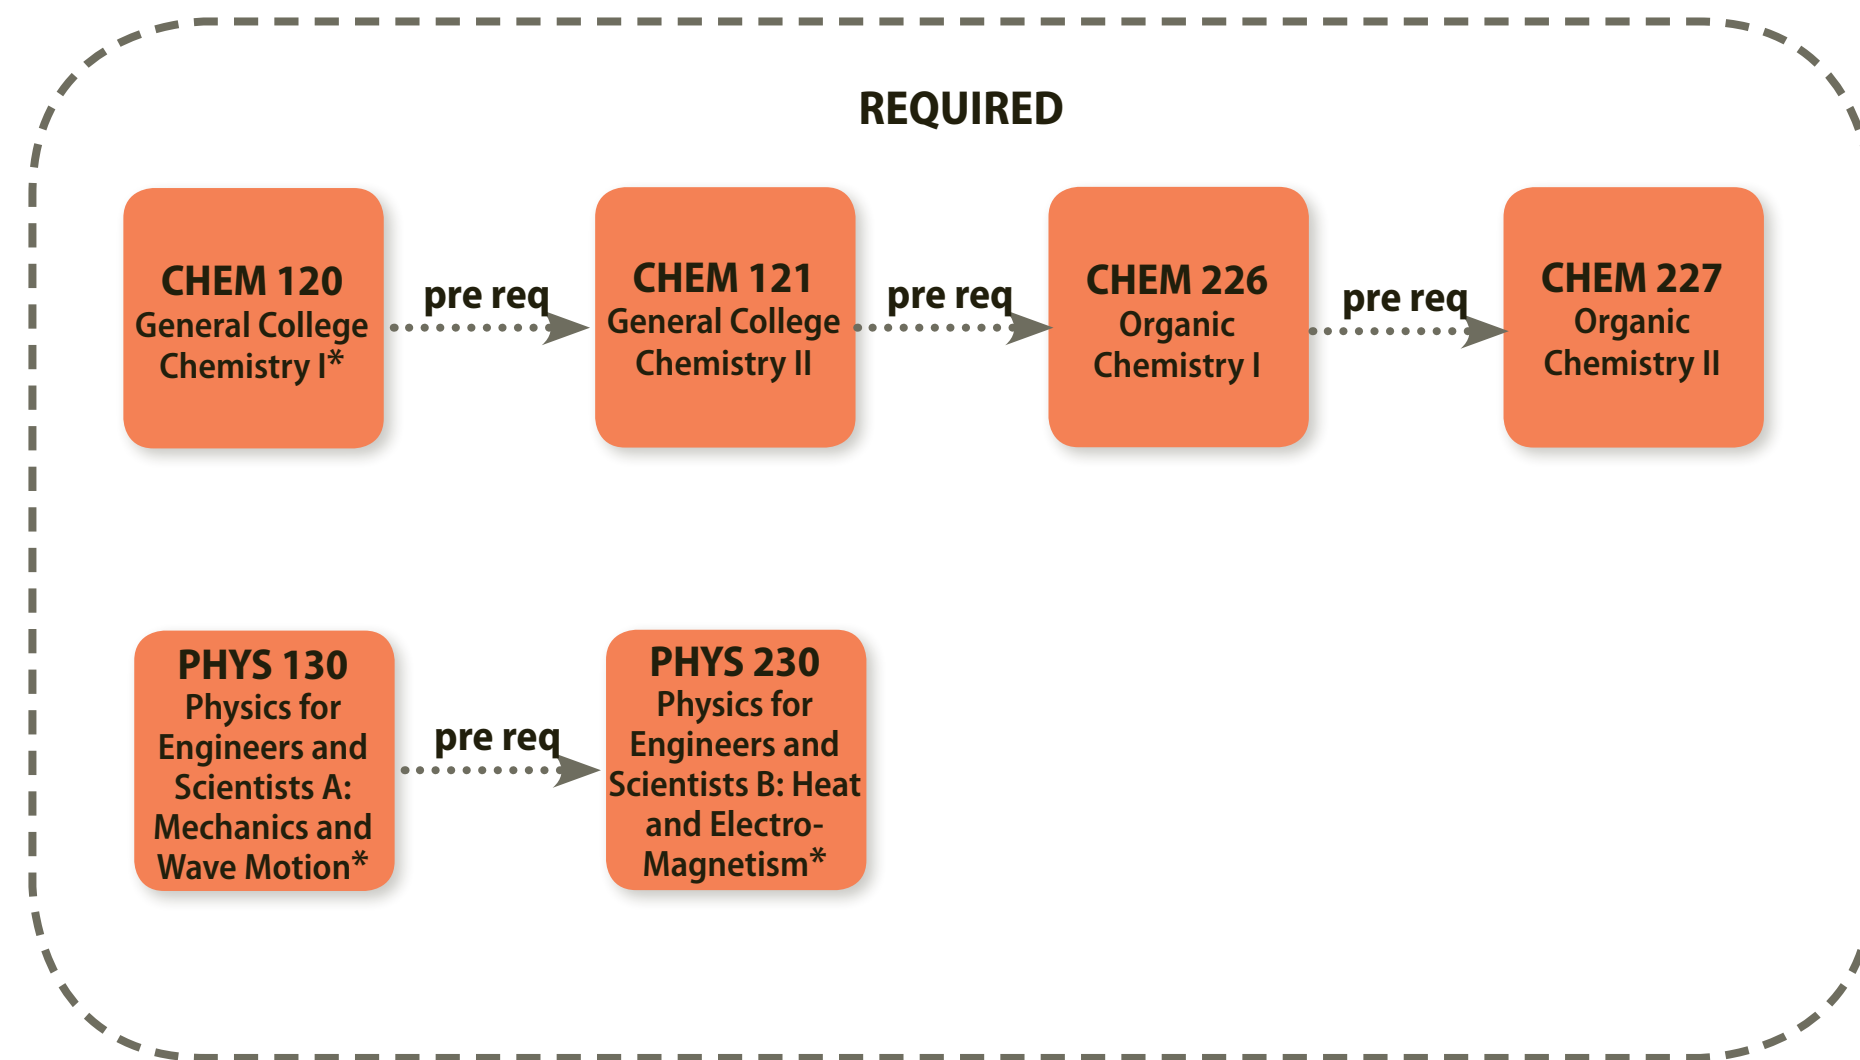 REQUIRED
CHEM 120
General College
Chemistry I*
pre req
CHEM 121
General College
Chemistry II
pre req
CHEM 226
Organic
Chemistry I
pre req
CHEM 227
Organic
Chemistry II
PHYS 130
Physics for
Engineers and
Scientists A:
Mechanics and
Wave Motion*
pre req
PHYS 230
Physics for
Engineers and
Scientists B: Heat
and Electro-
Magnetism*